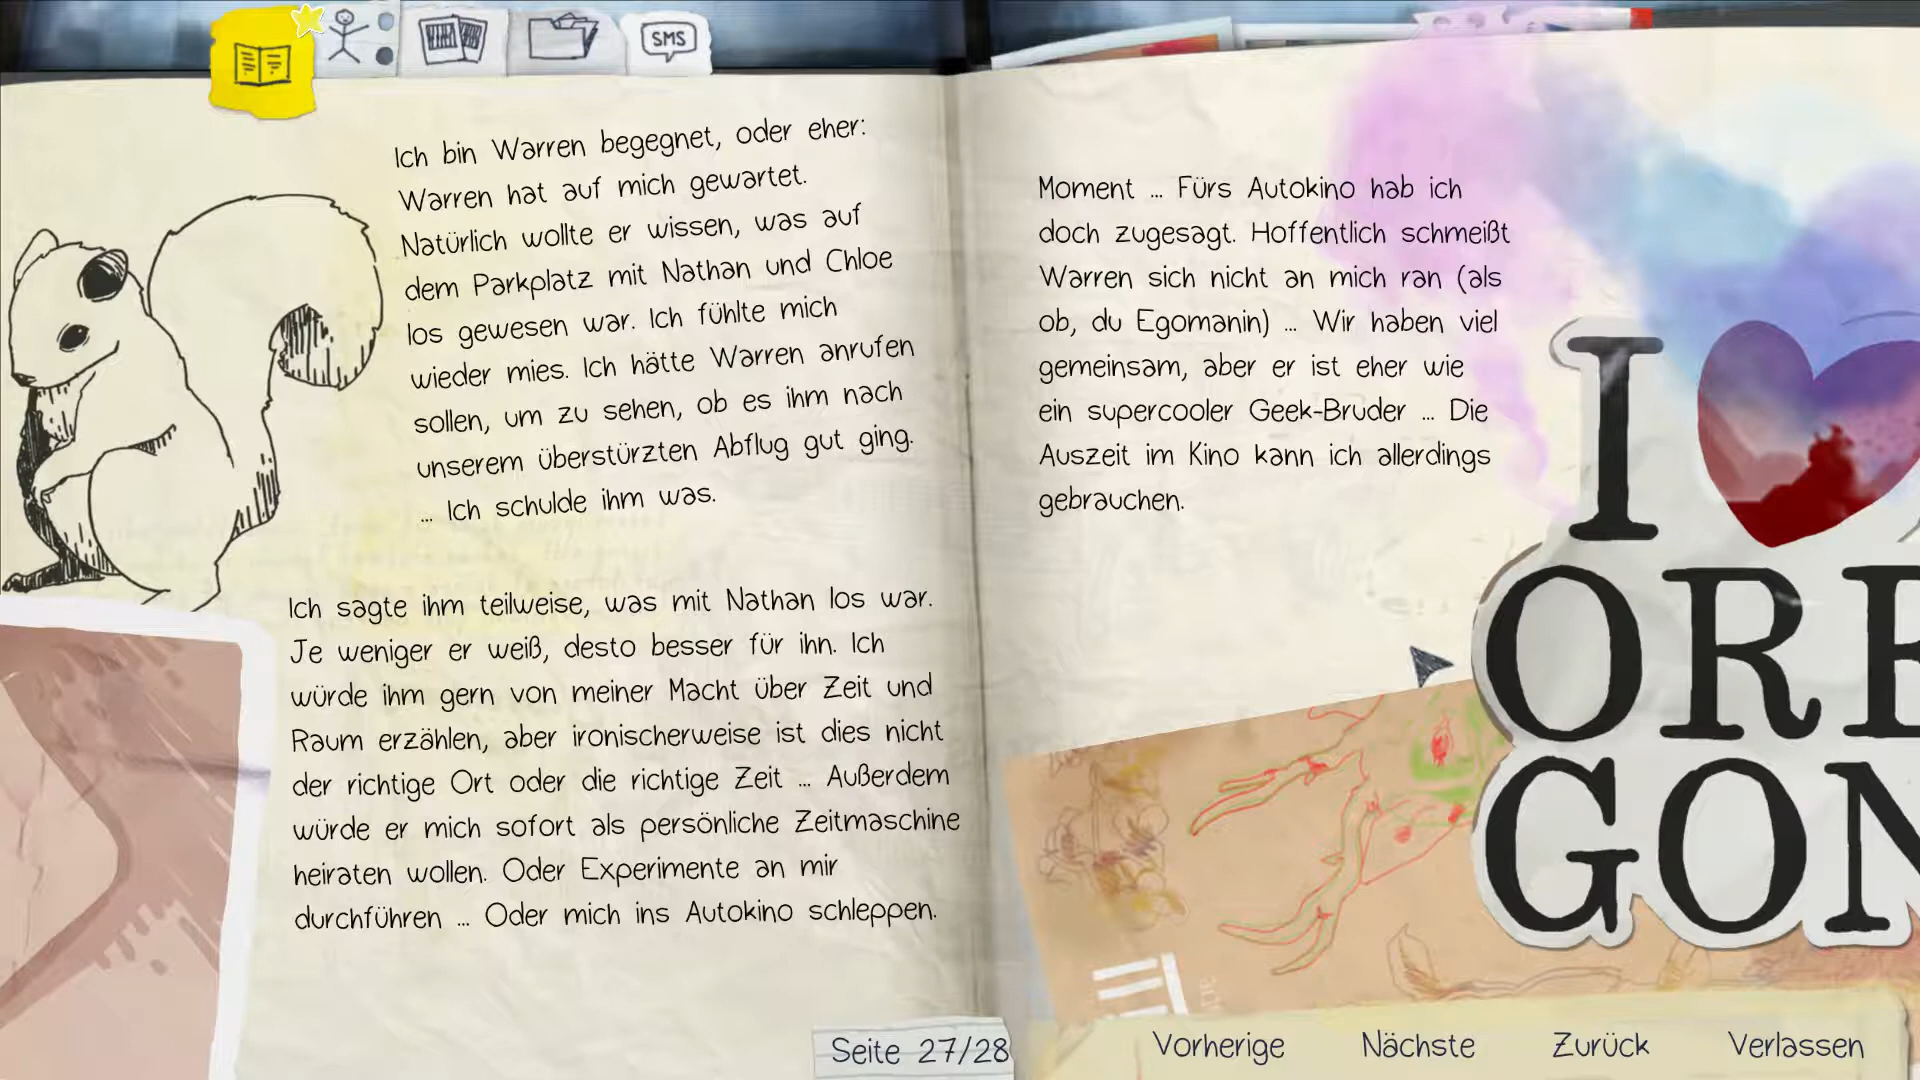 SMS
Ich bin Warren begegnet, oder eher:
Warren hat auf mich gewartet.
Natürlich wollte er wissen, was auf
dem Parkplatz mit Nathan und Chloe
los gewesen war. Ich fühlte mich
wieder mies. Ich hätte Warren anrufen
sollen, um zu sehen, ob es ihm nach
unserem überstürzten Abflug gut ging.
... Ich schulde ihm was.
Ich sagte ihm teilweise, was mit Nathan los war.
Je weniger er weiß, desto besser für ihn. Ich
würde ihm gern von meiner Macht über Zeit und
Raum erzählen, aber ironischerweise ist dies nicht
der richtige Ort oder die richtige Zeit ... Außerdem
würde er mich sofort als persönliche Zeitmaschine
heiraten wollen. Oder Experimente an mir
durchführen ... Oder mich ins Autokino schleppen.
Moment ... Fürs Autokino hab ich
doch zugesagt. Hoffentlich schmeißt
Warren sich nicht an mich ran (als
ob, du Egomanin) ... Wir haben viel
gemeinsam, aber er ist eher wie
ein supercooler Geek-Bruder ... Die
Auszeit im Kino kann ich allerdings
gebrauchen.
I
ORE
GON
Seite 27/28
Vorherige Nächste Zurück Verlassen